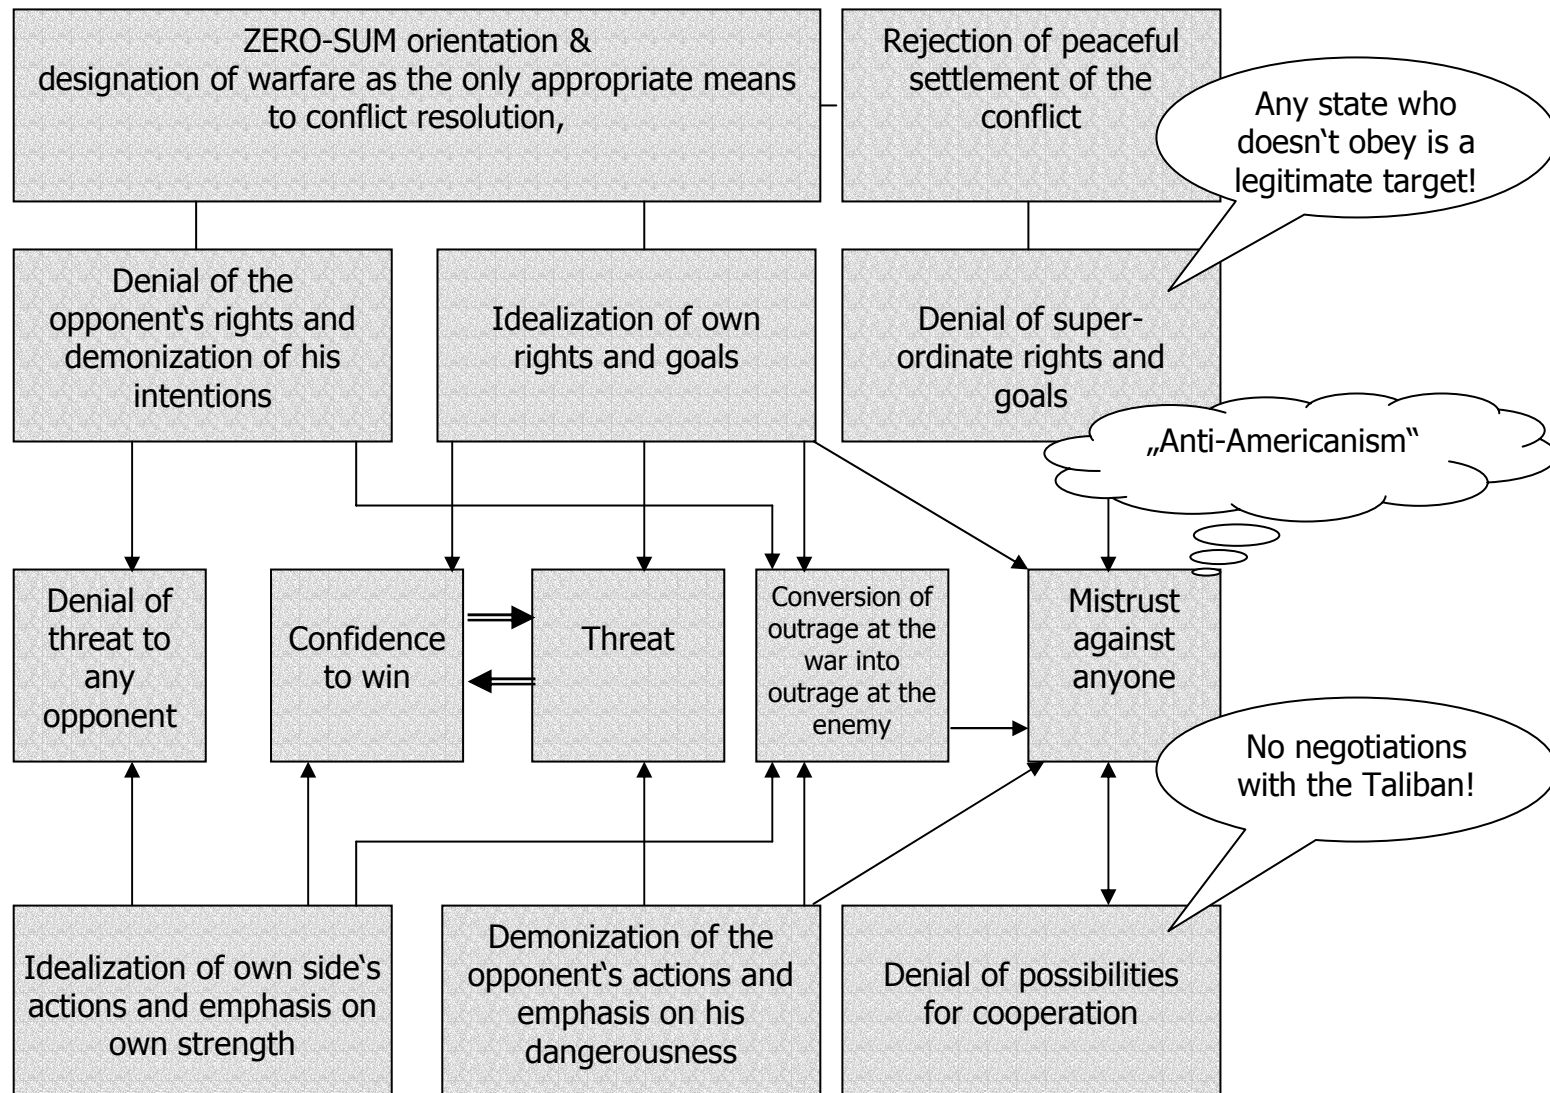 ZERO-SUM orientation &
designation of warfare as the only appropriate means
to conflict resolution,
Rejection of peaceful
settlement of the
conflict
Any state who
doesn‘t obey is a
legitimate target!
Denial of the
opponent‘s rights and
demonization of his
intentions
Idealization of own
rights and goals
Denial of super-
ordinate rights and
goals
„Anti-Americanism“
Denial of
threat to
any
opponent
Confidence
to win
Threat
Conversion of
outrage at the
war into
outrage at the
enemy
Mistrust
against
anyone
No negotiations
with the Taliban!
Idealization of own side‘s
actions and emphasis on
own strength
Demonization of the
opponent‘s actions and
emphasis on his
dangerousness
Denial of possibilities
for cooperation